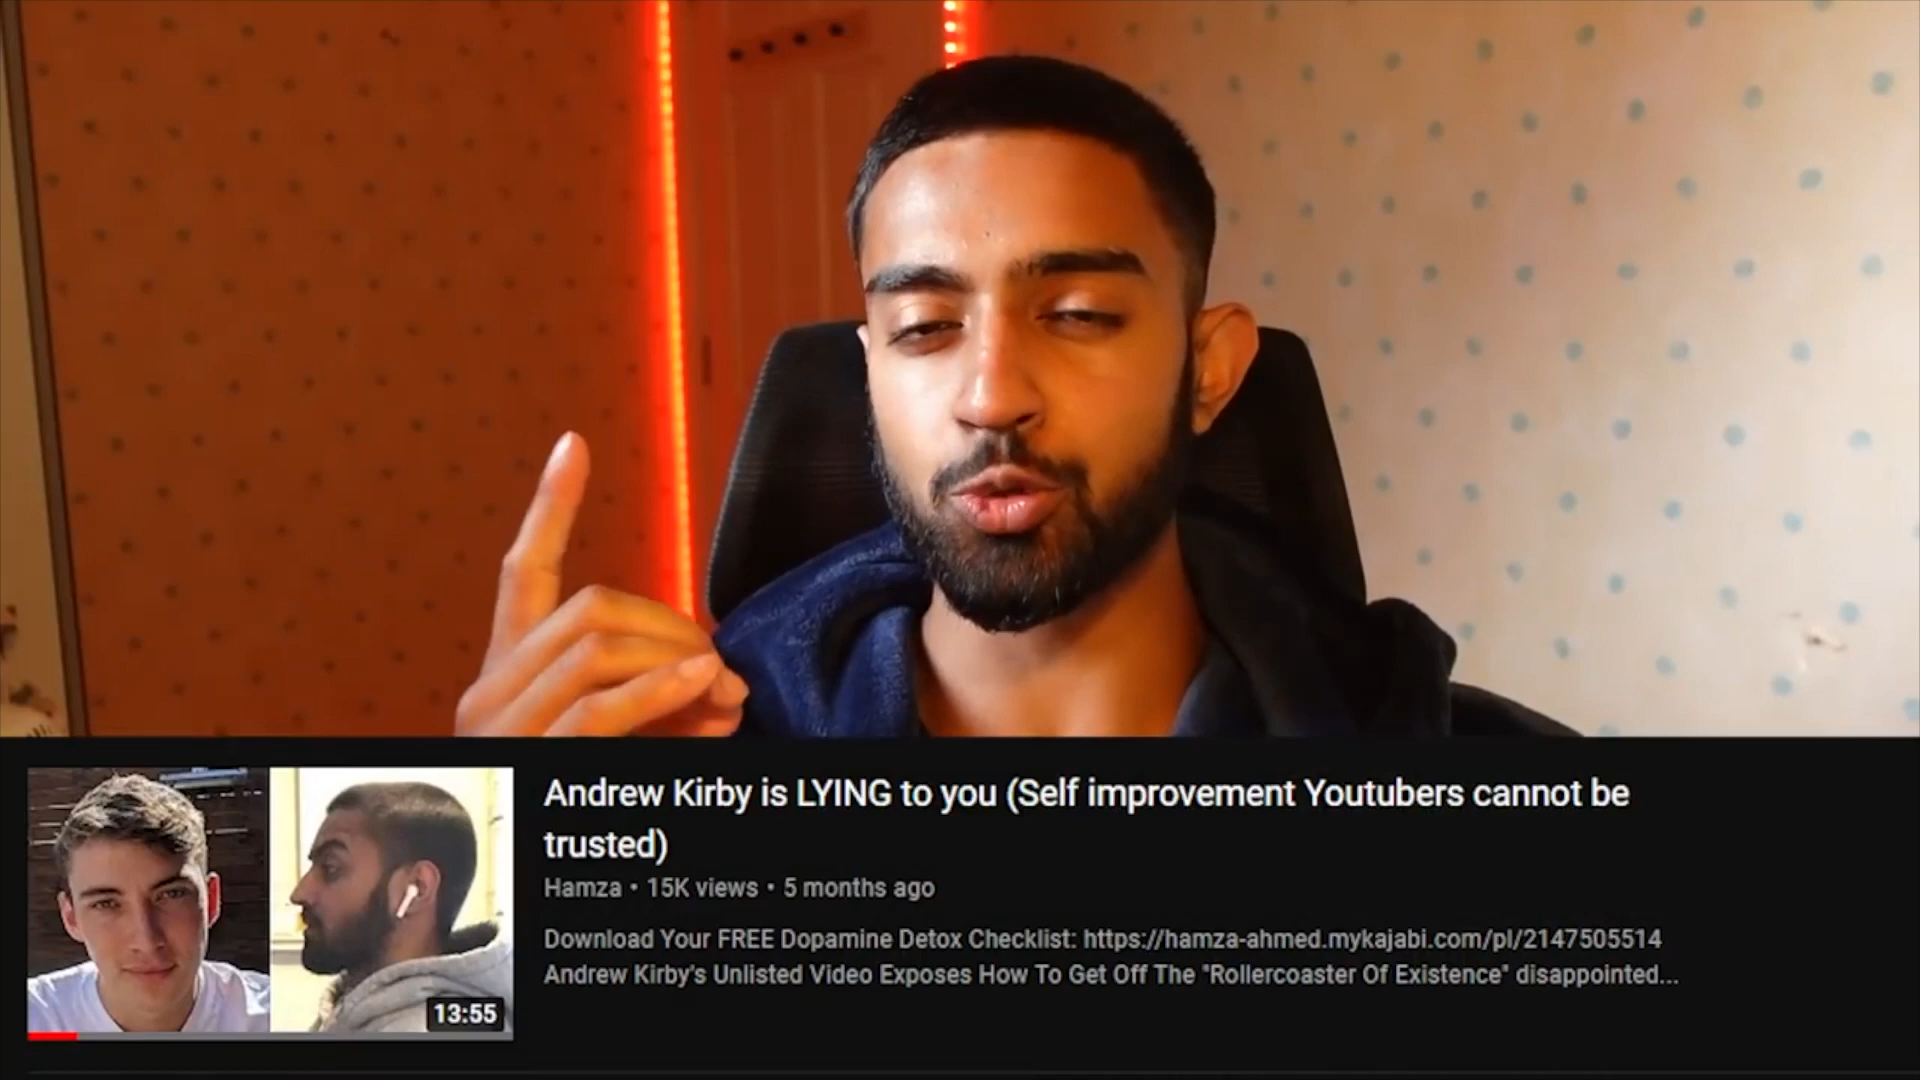 Andrew Kirby is LYING to you (Self improvement Youtubers cannot be
trusted)
Hamza • 15K views • 5 months ago
Download Your FREE Dopamine Detox Checklist: https://hamza-ahmed.mykajabi.com/pl/2147505514
Andrew Kirby's Unlisted Video Exposes How To Get Off The "Rollercoaster Of Existence" disappointed...
13:55